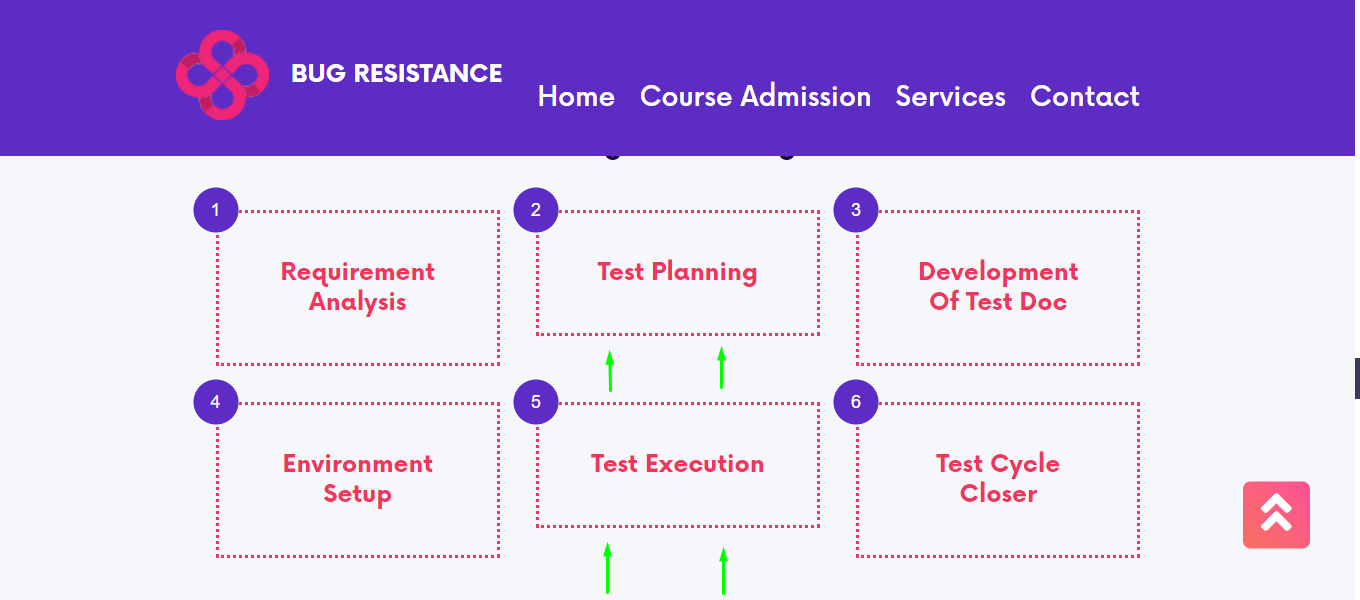 BUG RESISTANCE
Home Course Admission Services Contact
1
Requirement
Analysis
2
Test Planning
3
Development
Of Test Doc
4
Environment
Setup
5
Test Execution
6
Test Cycle
Closer